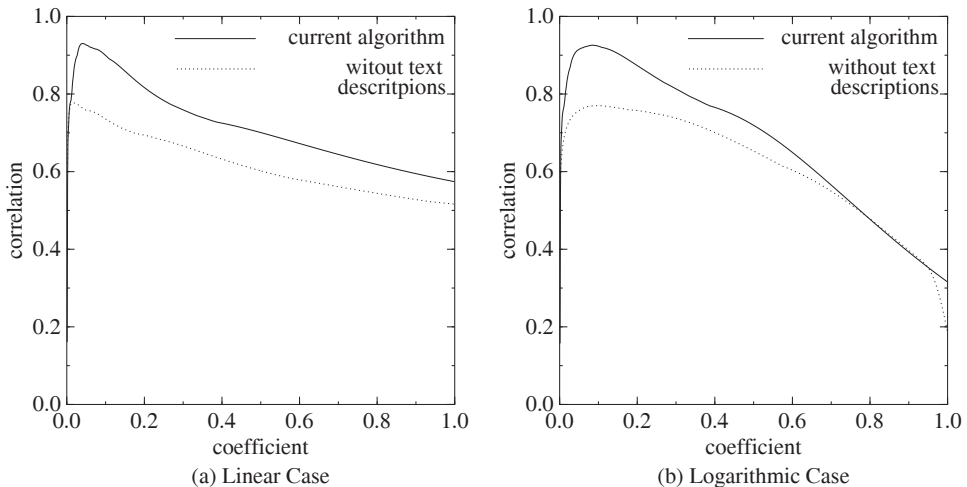 1.0
0.8
0.6
0.4
0.2
0.0
correlation
current algorithm
witout text
descritpions
0.0 0.2 0.4 0.6 0.8 1.0
coefficient
(a) Linear Case
1.0
0.8
0.6
0.4
0.2
0.0
correlation
current algorithm
without text
descriptions
0.0 0.2 0.4 0.6 0.8 1.0
coefficient
(b) Logarithmic Case